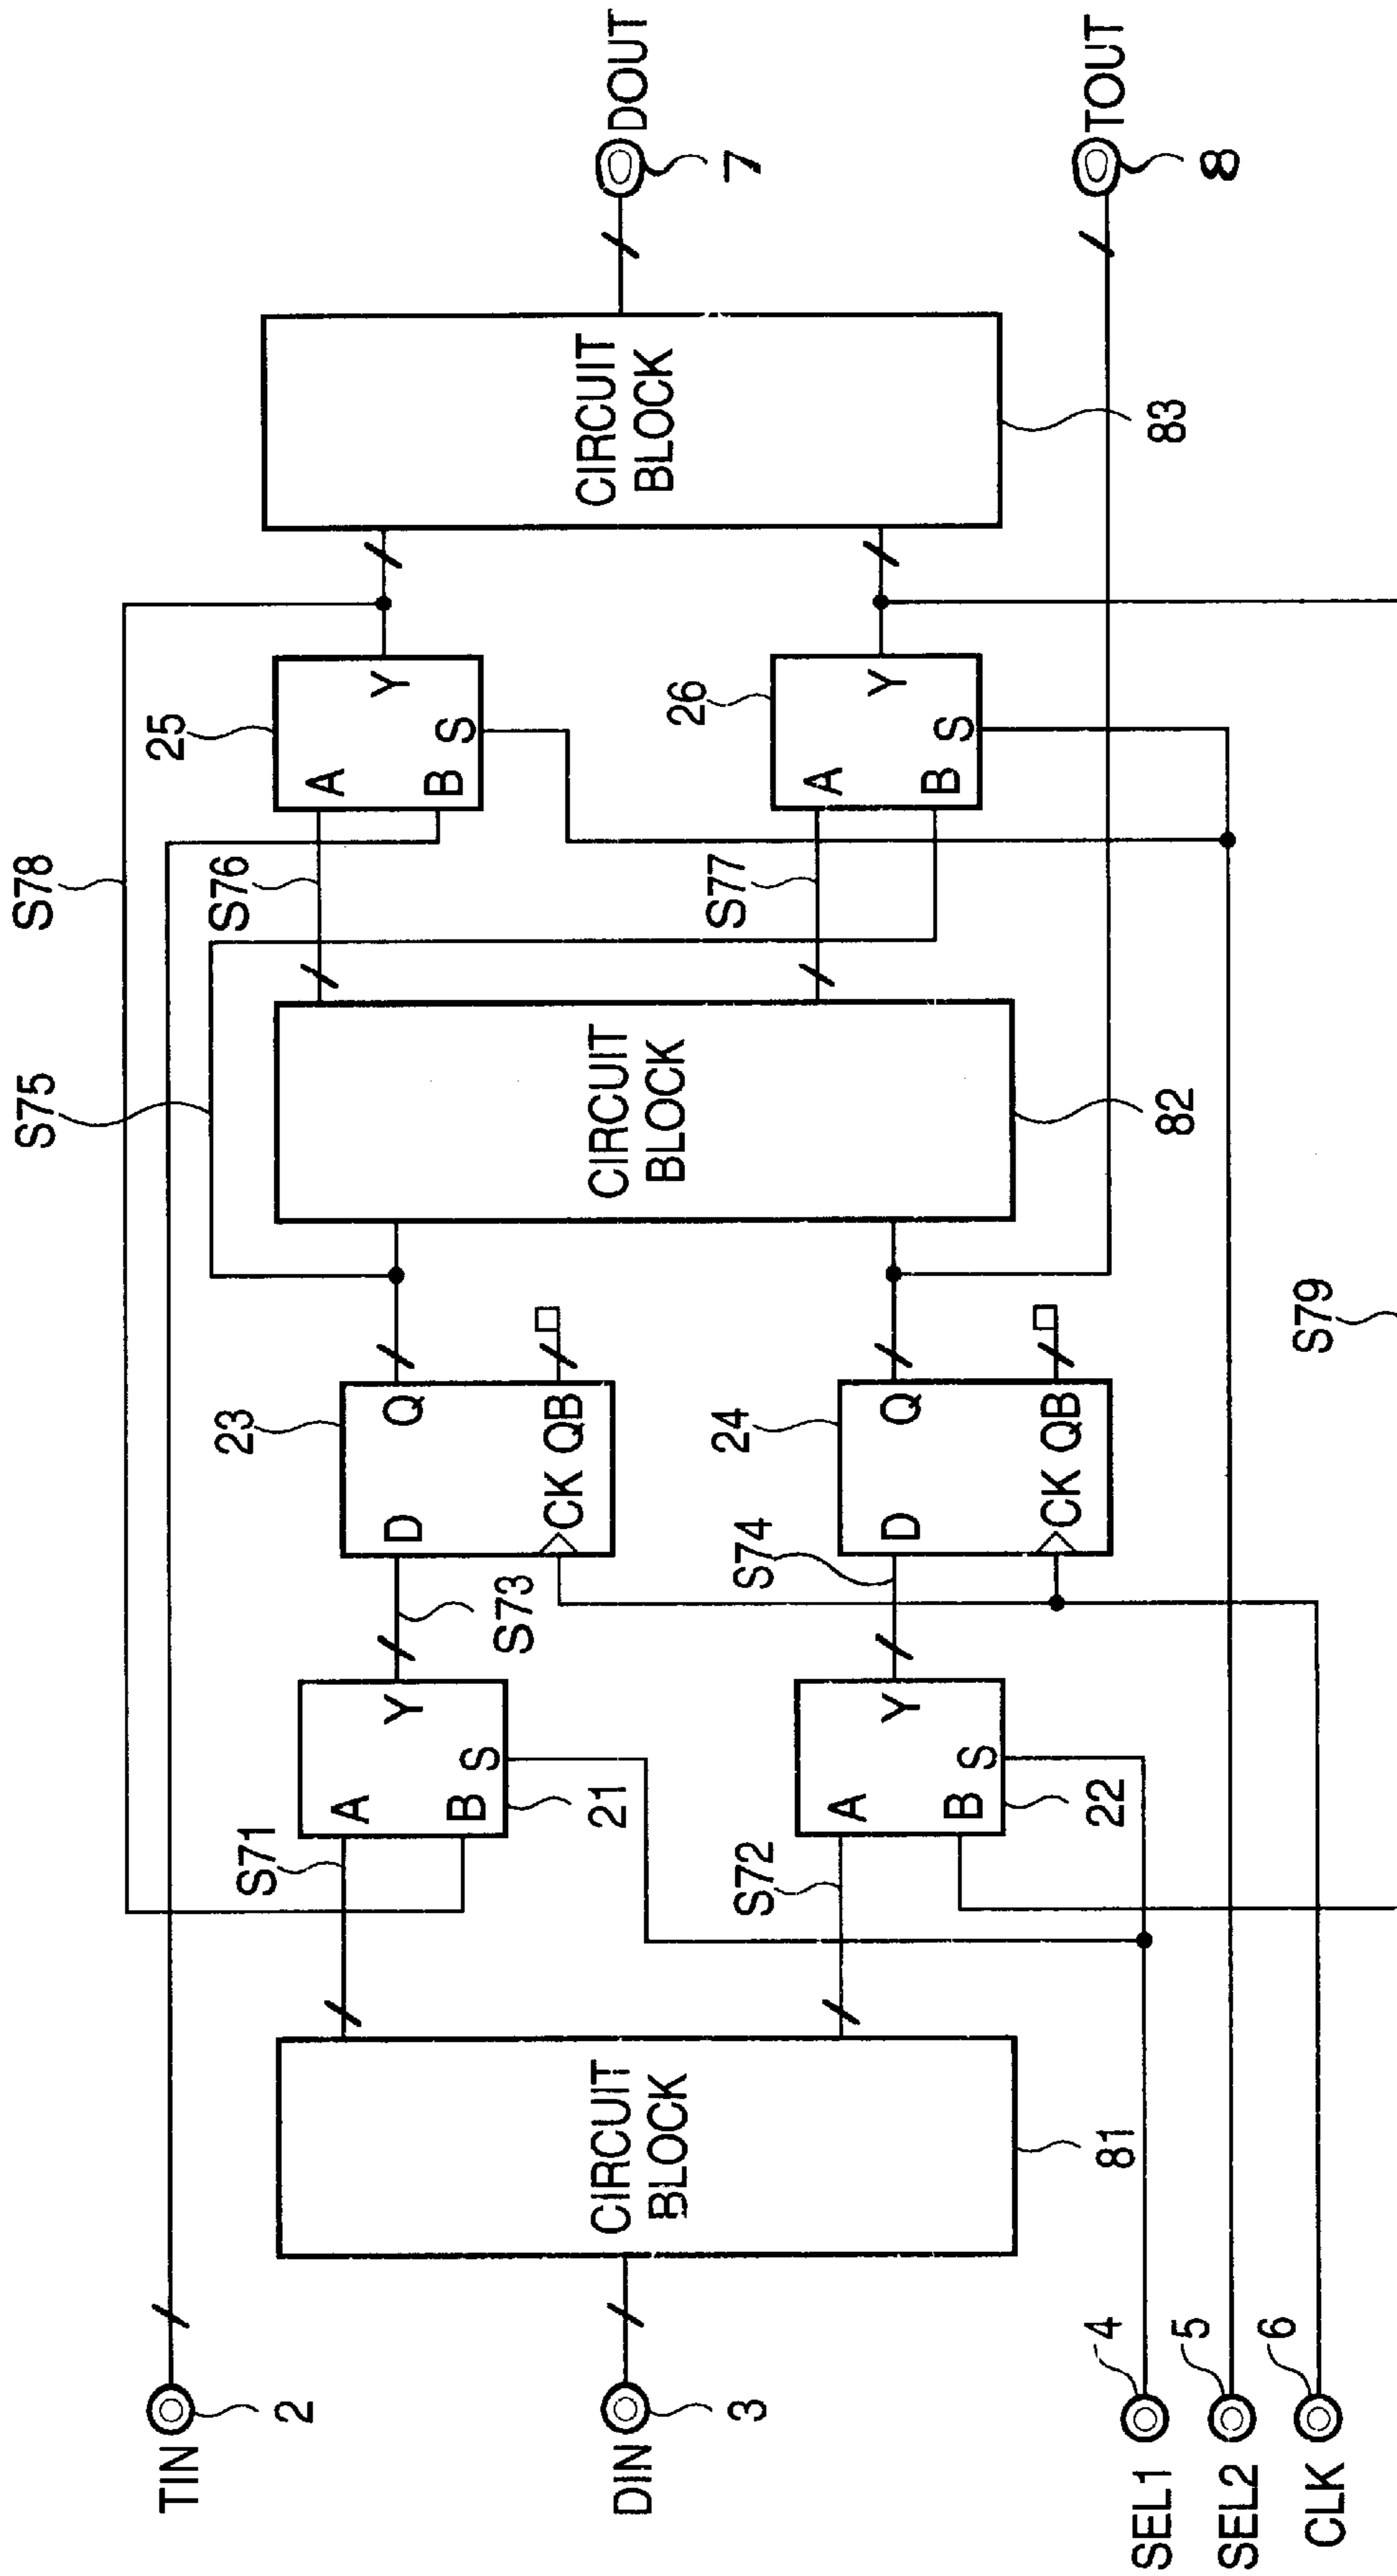 TIN
2
DIN
3
SEL1
4
SEL2
5
CLK
6
CIRCUIT
BLOCK
81
S71
S72
A
B
S
Y
21
A
B
S
Y
22
S73
S74
D
Q
CK QB
23
D
Q
CK QB
24
S75
S78
S79
CIRCUIT
BLOCK
82
S76
S77
A
B
S
Y
25
A
B
S
Y
26
CIRCUIT
BLOCK
83
DOUT
7
TOUT
8